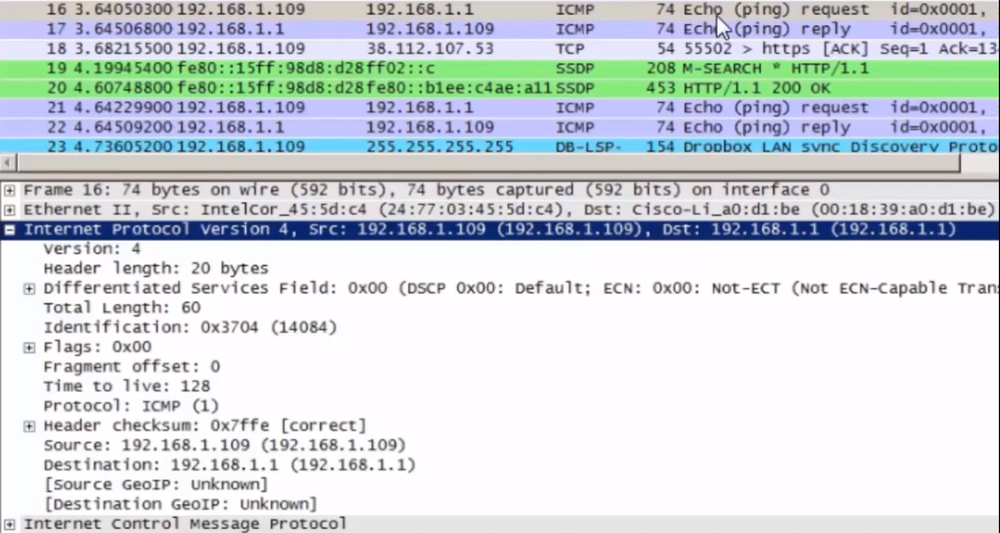 16 3.64050300 192.168.1.109 192.168.1.1 ICMP 74 Echo (ping) request id=0x0001,
17 3.64506800 192.168.1.1 192.168.1.109 ICMP 74 Echo (ping) reply id=0x0001,
18 3.68215500 192.168.1.109 38.112.107.53 TCP 54 55502 > https [ACK] Seq=1 Ack=13
19 4.19945400 fe80::15ff:98d8:d28 ff02::c SSDP 208 M-SEARCH * HTTP/1.1
20 4.60748800 fe80::15ff:98d8:d28 fe80::b1ee:c4ae:a11 SSDP 453 HTTP/1.1 200 OK
21 4.64229900 192.168.1.109 192.168.1.1 ICMP 74 Echo (ping) request id=0x0001,
22 4.64509200 192.168.1.1 192.168.1.109 ICMP 74 Echo (ping) reply id=0x0001,
23 4.73605200 192.168.1.109 255.255.255.255 DB-LSP- 154 Dropbox LAN sync Discovery Proto
Frame 16: 74 bytes on wire (592 bits), 74 bytes captured (592 bits) on interface 0
Ethernet II, Src: IntelCor_45:5d:c4 (24:77:03:45:5d:c4), Dst: Cisco-Li_a0:d1:be (00:18:39:a0:d1:be)
Internet Protocol Version 4, Src: 192.168.1.109 (192.168.1.109), Dst: 192.168.1.1 (192.168.1.1)
Version: 4
Header length: 20 bytes
Differentiated Services Field: 0x00 (DSCP 0x00: Default; ECN: 0x00: Not-ECT (Not ECN-Capable Trans
Total Length: 60
Identification: 0x3704 (14084)
Flags: 0x00
Fragment offset: 0
Time to live: 128
Protocol: ICMP (1)
Header checksum: 0x7ffe [correct]
Source: 192.168.1.109 (192.168.1.109)
Destination: 192.168.1.1 (192.168.1.1)
[Source GeoIP: Unknown]
[Destination GeoIP: Unknown]
Internet Control Message Protocol